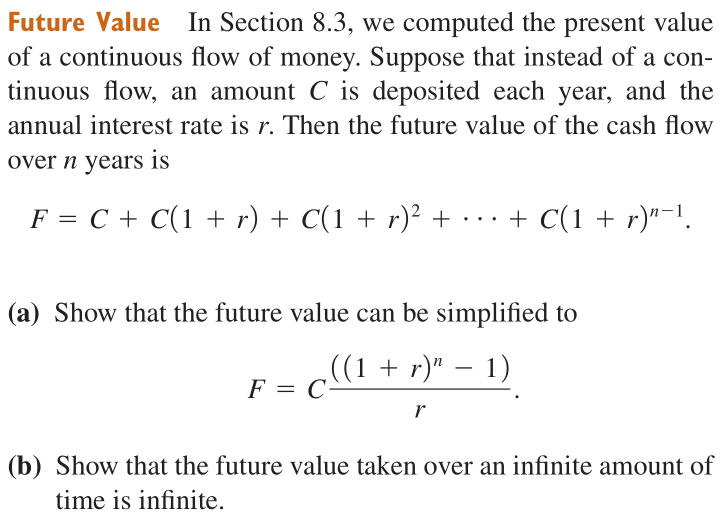 Future Value In Section 8.3, we computed the present value
of a continuous flow of money. Suppose that instead of a con-
tinuous flow, an amount C is deposited each year, and the
annual interest rate is r. Then the future value of the cash flow
over n years is
F = C + C(1 + r) + C(1 + r)² + ⋯ + C(1 + r)ⁿ⁻¹.
(a) Show that the future value can be simplified to
F = C ((1 + r)ⁿ − 1) / r.
(b) Show that the future value taken over an infinite amount of
time is infinite.